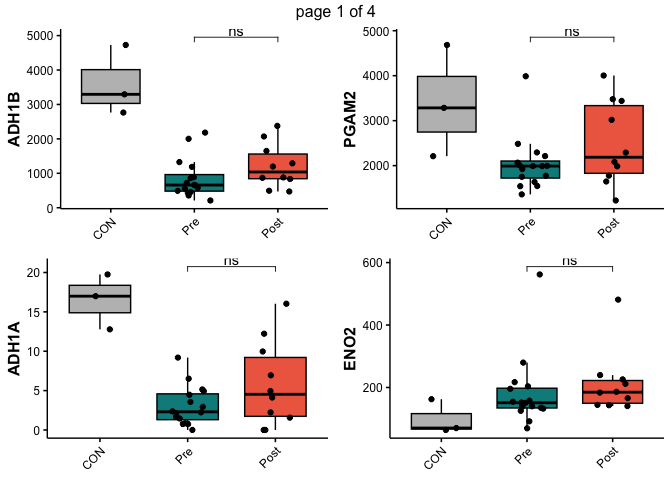 page 1 of 4
ns
5000
4000
3000
2000
1000
0
ADH1B
CON
Pre
Post
ns
5000
4000
3000
2000
PGAM2
CON
Pre
Post
ns
20
15
10
5
0
ADH1A
CON
Pre
Post
ns
600
400
200
ENO2
CON
Pre
Post